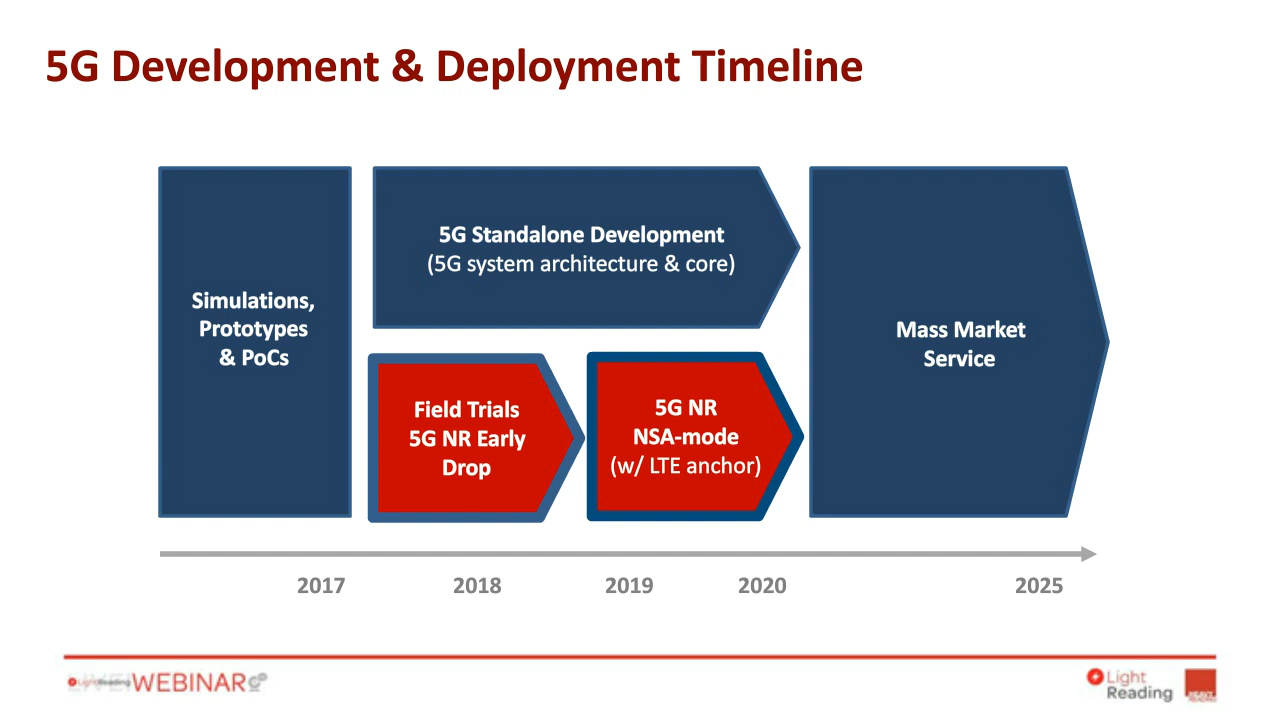 5G Development & Deployment Timeline
Simulations,
Prototypes
& PoCs
5G Standalone Development
(5G system architecture & core)
Field Trials
5G NR Early
Drop
5G NR
NSA-mode
(w/ LTE anchor)
Mass Market
Service
2017
2018
2019
2020
2025
WEBINAR
Light
Reading